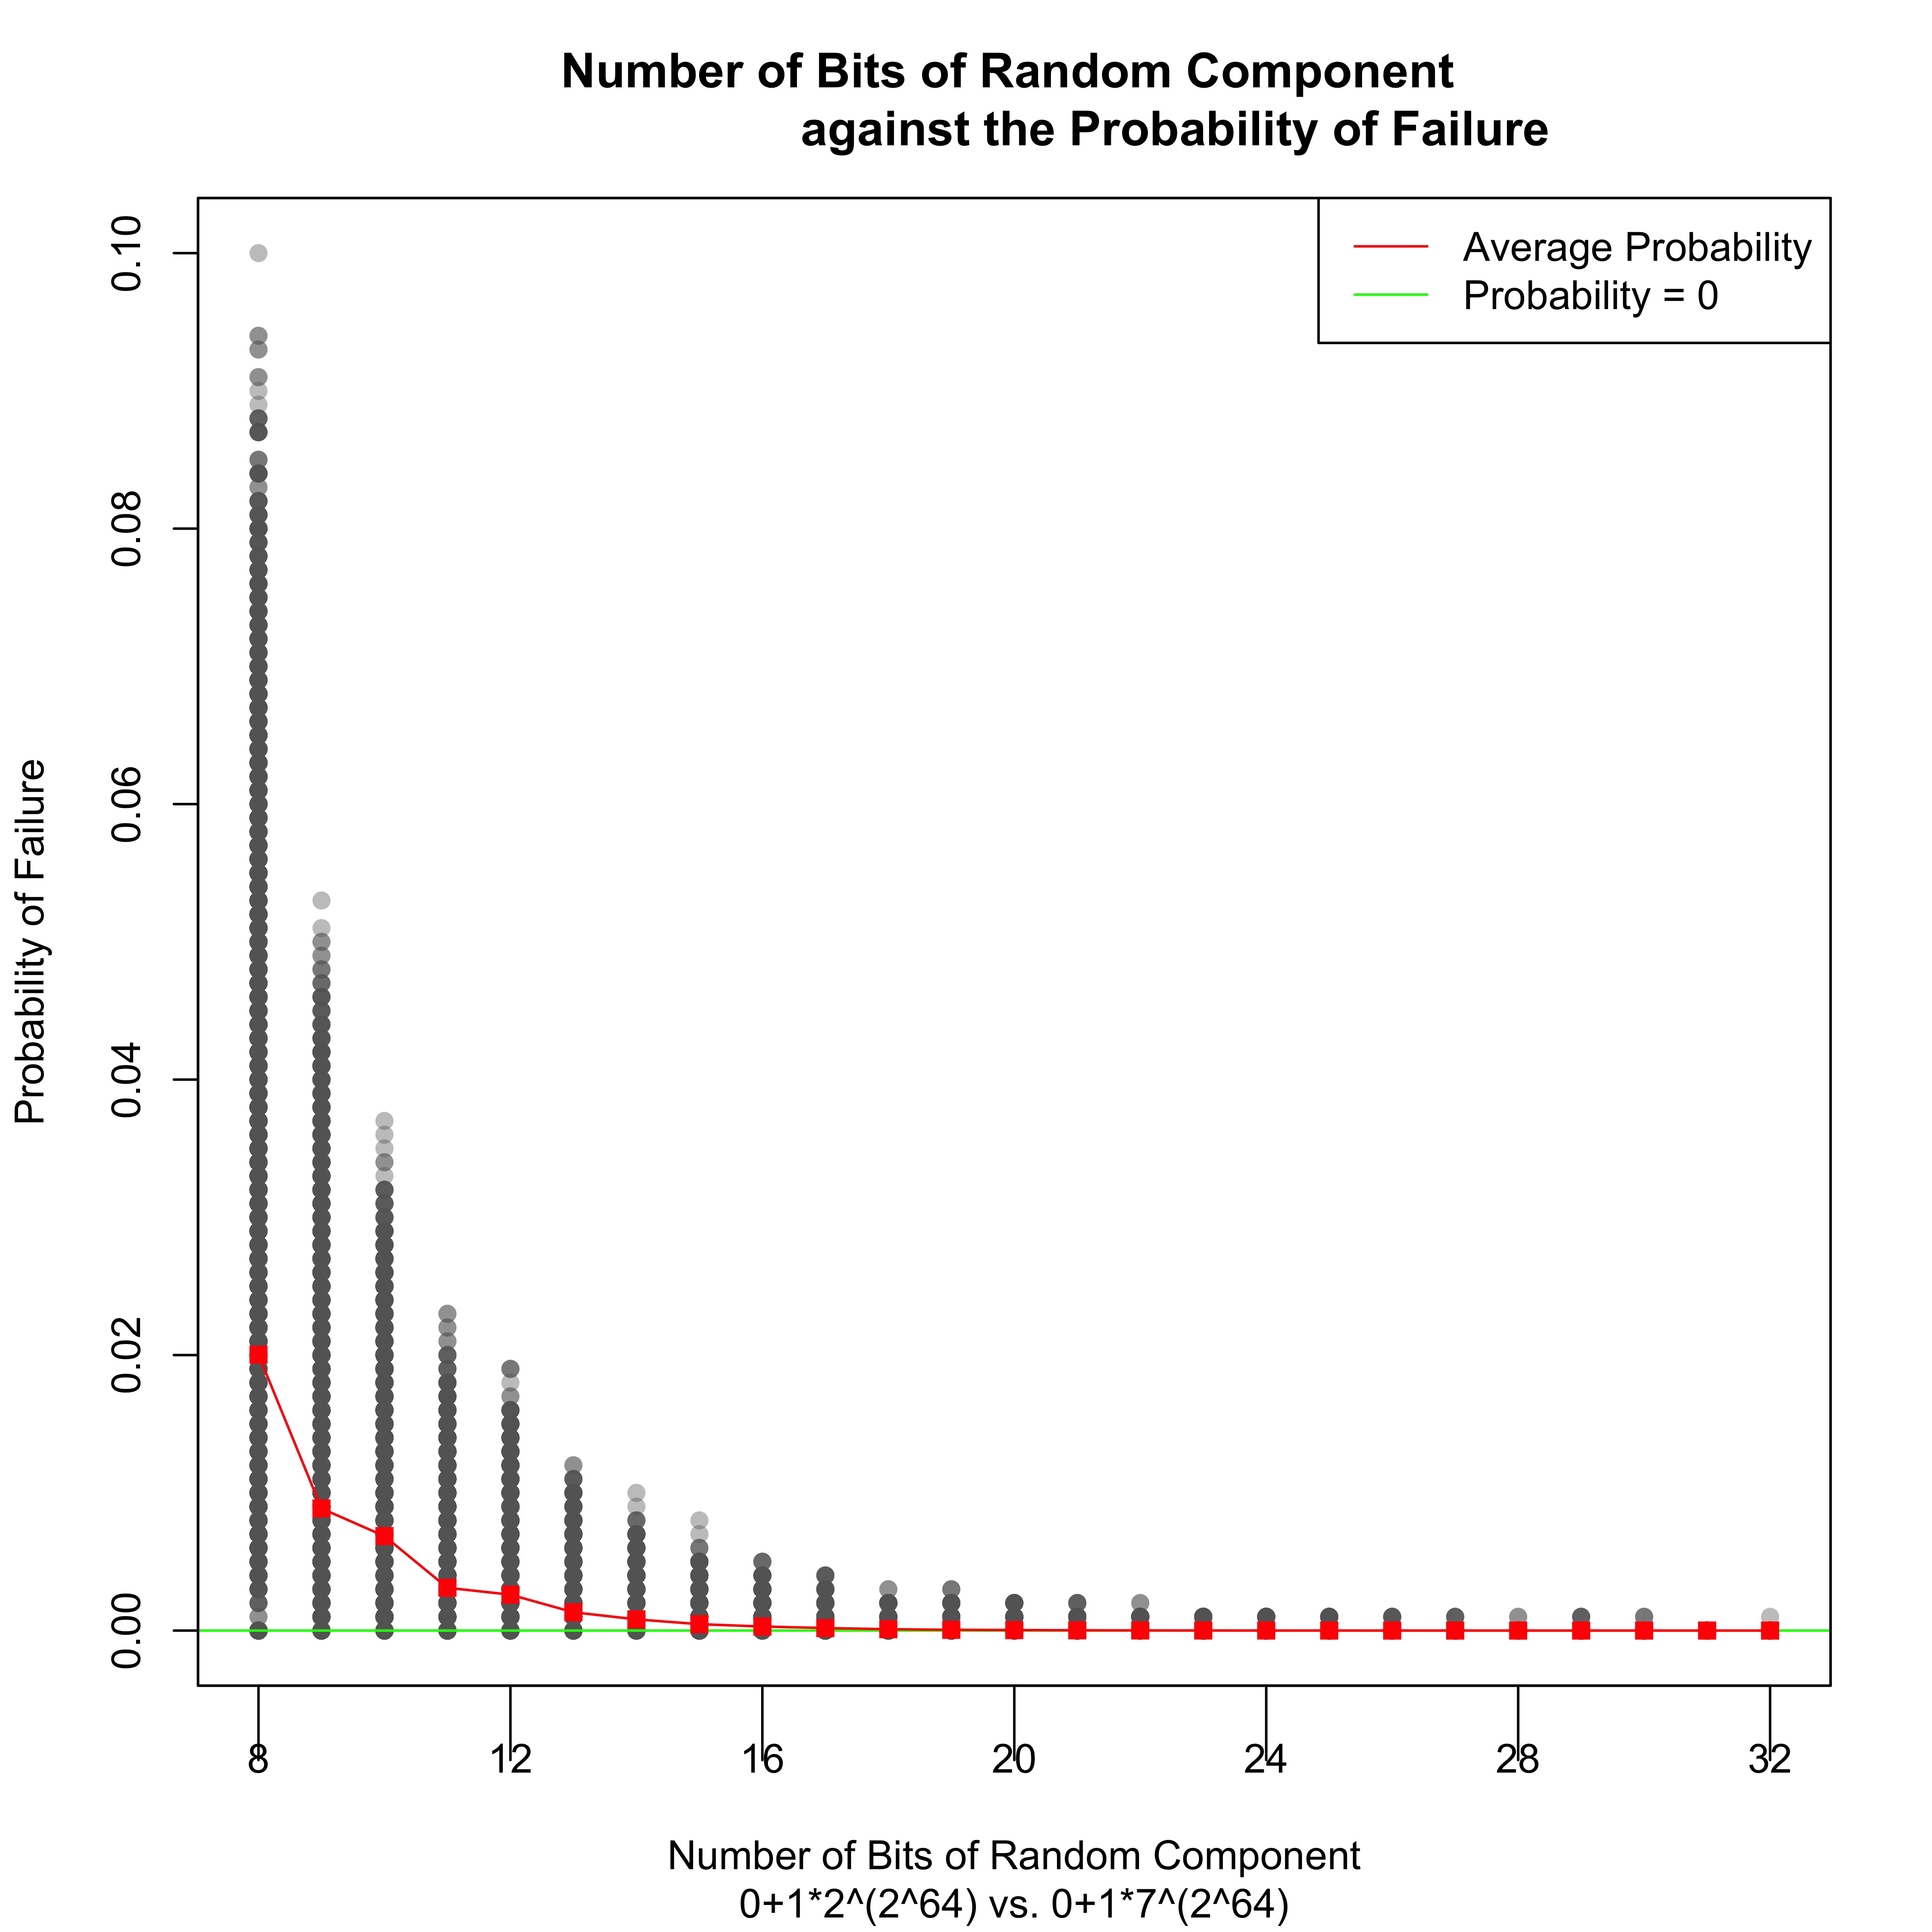 Number of Bits of Random Component
against the Probability of Failure
Average Probability
Probability = 0
Probability of Failure
0.10
0.08
0.06
0.04
0.02
0.00
8 12 16 20 24 28 32
Number of Bits of Random Component
0+1*2^(2^64) vs. 0+1*7^(2^64)